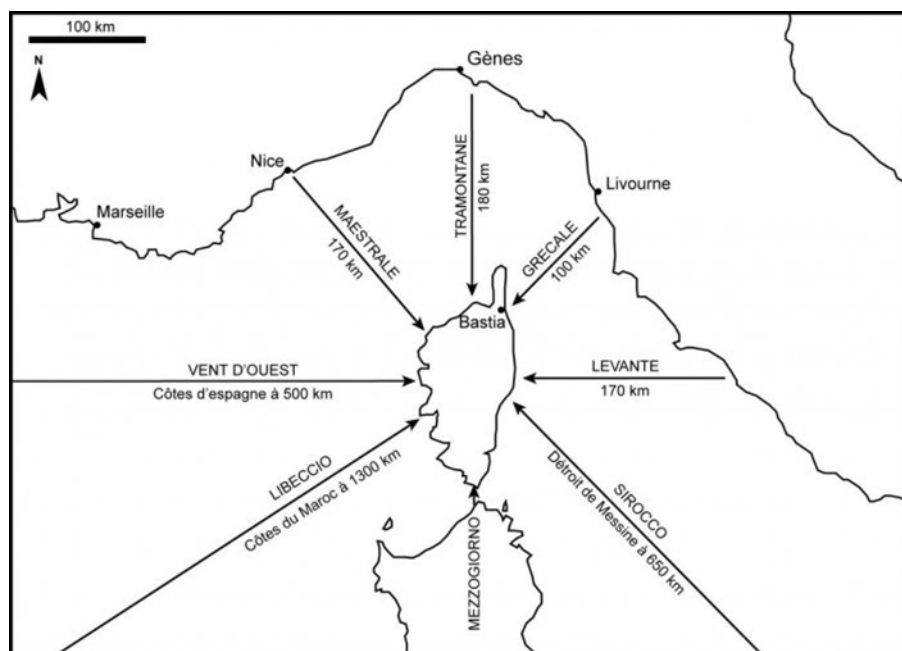 100 km
N
Gènes
Nice
Livourne
Marseille
MAESTRALE
170 km
TRAMONTANE
180 km
GRECALE
100 km
Bastia
VENT D'OUEST
Côtes d'espagne à 500 km
LEVANTE
170 km
LIBECCIO
Côtes du Maroc à 1300 km
MEZZOGIORNO
SIROCCO
Détroit de Messine à 650 km